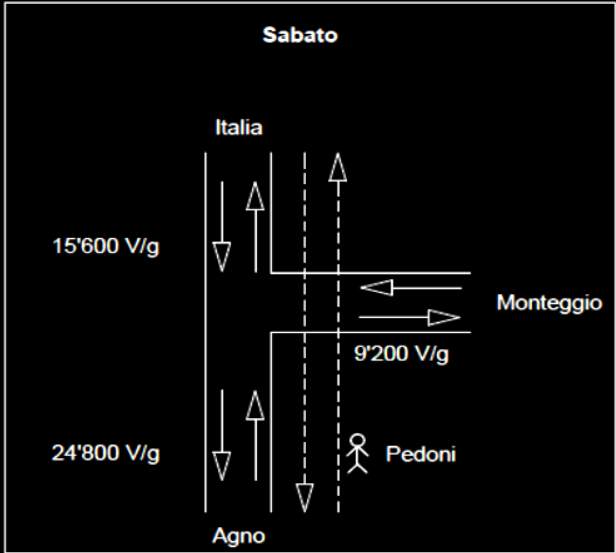 Sabato
Italia
15'600 V/g
Monteggio
9'200 V/g
24'800 V/g
Pedoni
Agno